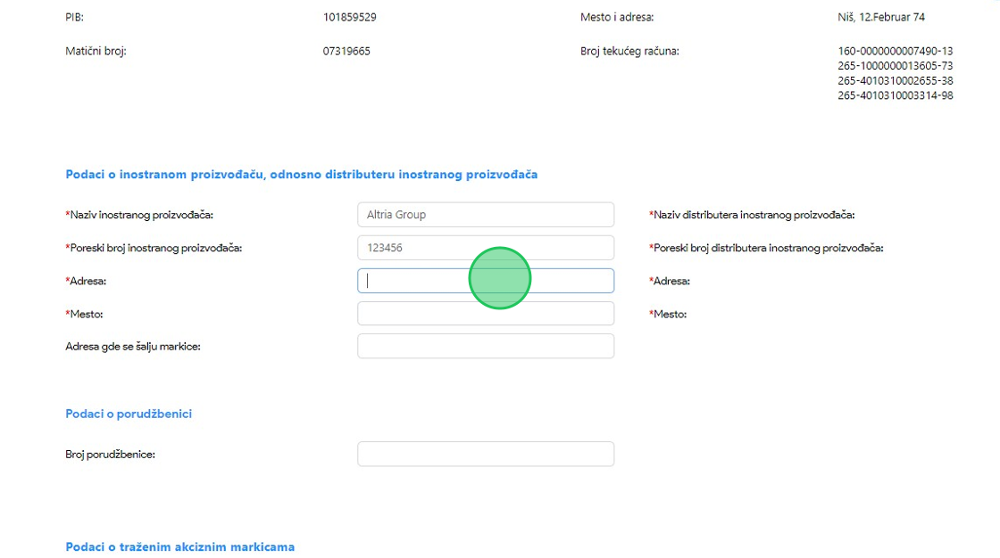 PIB: 101859529 Mesto i adresa: Niš, 12.Februar 74
Matični broj: 07319665 Broj tekućeg računa: 160-0000000007490-13
265-1000000013605-73
265-4010310002655-38
265-4010310003314-98
Podaci o inostranom proizvođaču, odnosno distributeru inostranog proizvođača
*Naziv inostranog proizvođača: Altria Group *Naziv distributera inostranog proizvođača:
*Poreski broj inostranog proizvođača: 123456 *Poreski broj distributera inostranog proizvođača:
*Adresa: *Adresa:
*Mesto: *Mesto:
Adresa gde se šalju markice:
Podaci o porudžbenici
Broj porudžbenice:
Podaci o traženim akciznim markicama